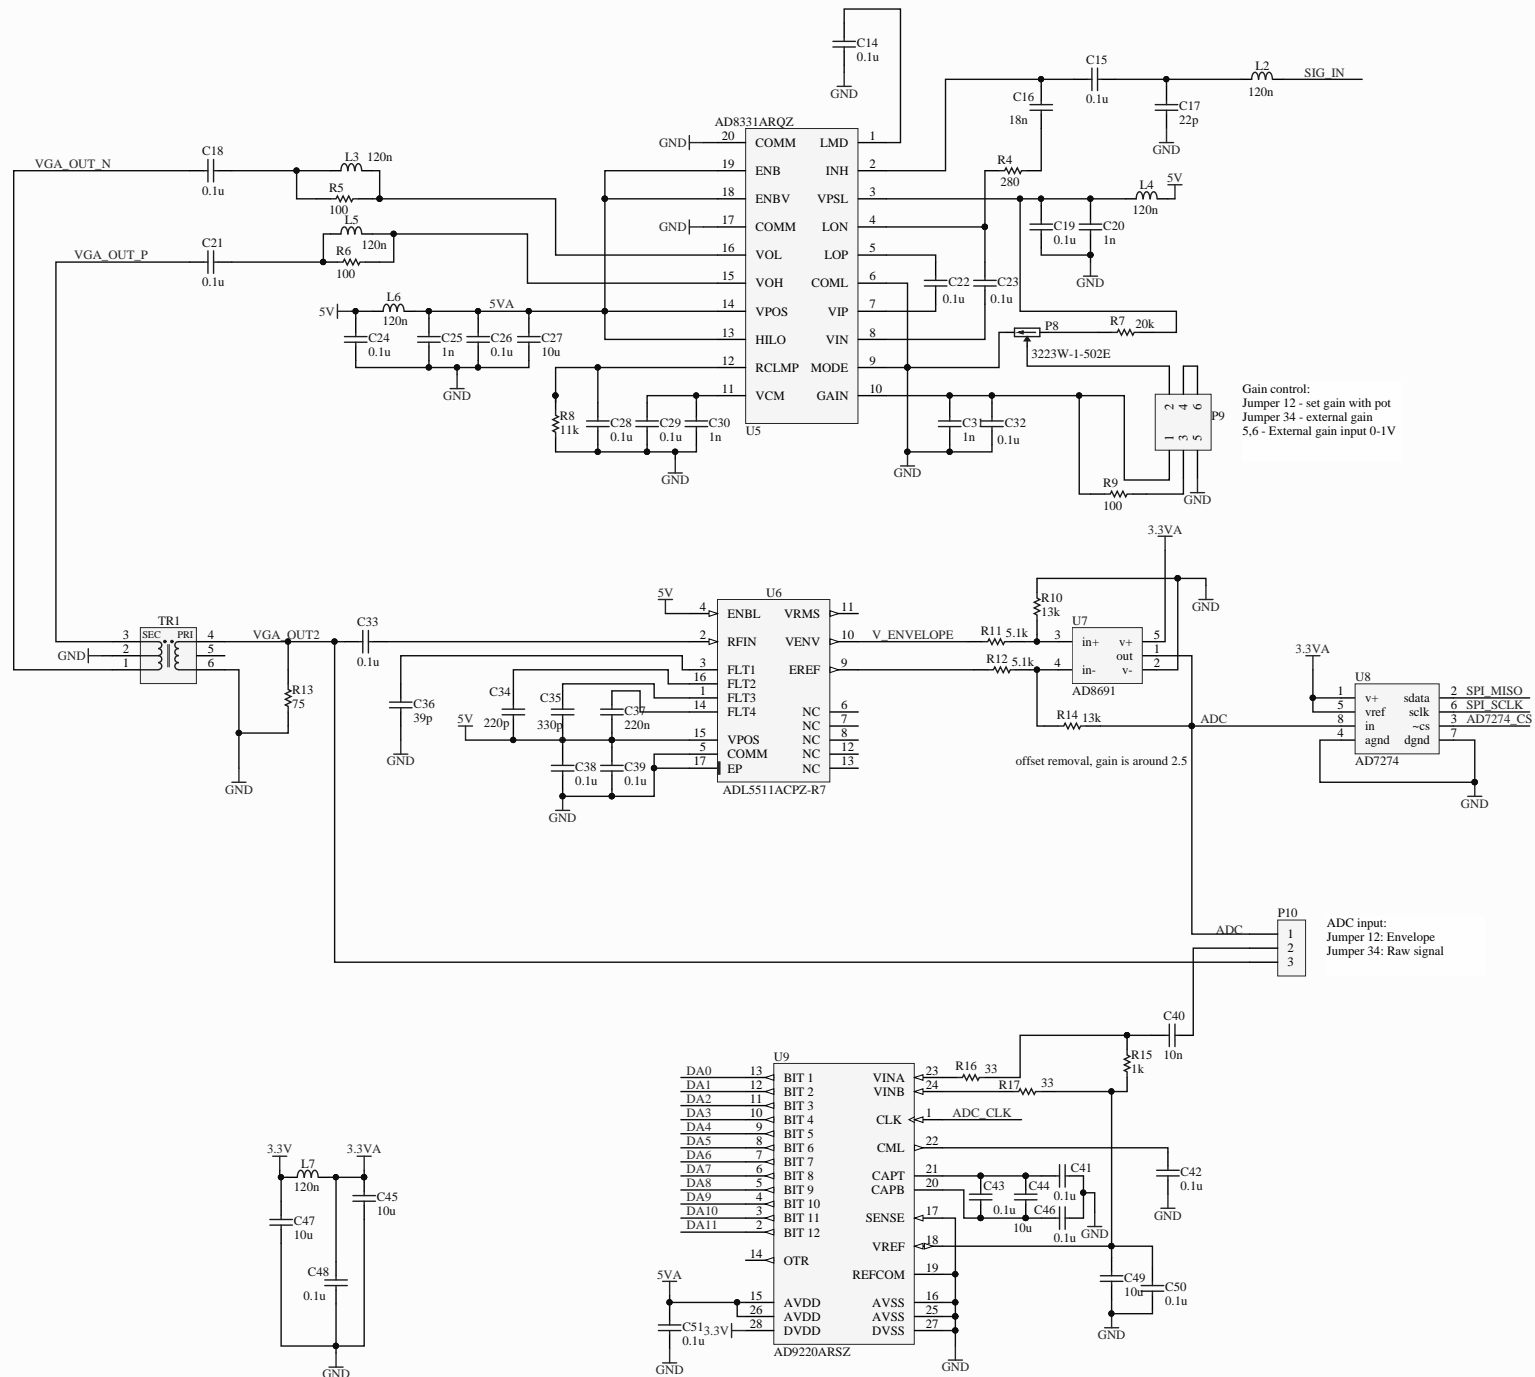 C14
0.1u
GND
C15
0.1u
L2
120n
SIG_IN
C16
18n
C17
22p
GND
AD8331ARQZ
GND 20 COMM LMD 1
19 ENB INH 2
18 ENBV VPSL 3
GND 17 COMM LON 4
16 VOL LOP 5
15 VOH COML 6
14 VPOS VIP 7
13 HILO VIN 8
12 RCLMP MODE 9
11 VCM GAIN 10
U5
R4
280
L4
120n
5V
C19
0.1u
C20
1n
GND
VGA_OUT_N
C18
0.1u
L3 120n
R5
100
VGA_OUT_P
C21
0.1u
L5
120n
R6
100
C22
0.1u
C23
0.1u
5V
L6
120n
5VA
C24
0.1u
C25
1n
C26
0.1u
C27
10u
GND
P8
3223W-1-502E
R7 20k
R8
11k
C28
0.1u
C29
0.1u
C30
1n
GND
C31
1n
C32
0.1u
GND
2 4 6
1 3 5
P9
R9
100
GND
Gain control:
Jumper 12 - set gain with pot
Jumper 34 - external gain
5,6 - External gain input 0-1V
TR1
3 SEC PRI 4
GND 2 5
1 6
VGA_OUT2
C33
0.1u
R13
75
GND
5V
U6
4 ENBL VRMS 11
2 RFIN VENV 10
3 FLT1 EREF 9
16 FLT2
1 FLT3
14 FLT4 NC 6
NC 7
15 VPOS NC 8
5 COMM NC 12
17 EP NC 13
ADL5511ACPZ-R7
C36
39p
GND
C34
220p
C35
330p
C37
220n
5V
C38
0.1u
C39
0.1u
GND
V_ENVELOPE
R11 5.1k
R12 5.1k
R10
13k
3.3VA
GND
U7
3 in+ v+ 5
out 1
4 in- v- 2
AD8691
R14 13k
ADC
offset removal, gain is around 2.5
3.3VA
U8
1 v+ sdata 2 SPI_MISO
5 vref sclk 6 SPI_SCLK
8 in ~cs 3 AD7274_CS
4 agnd dgnd 7
AD7274
GND
P10
ADC 1
2
3
ADC input:
Jumper 12: Envelope
Jumper 34: Raw signal
C40
10n
R15
1k
R16 33
R17 33
U9
DA0 13 BIT 1 VINA 23
DA1 12 BIT 2 VINB 24
DA2 11 BIT 3
DA3 10 BIT 4 CLK 1 ADC_CLK
DA4 9 BIT 5
DA5 8 BIT 6 CML 22
DA6 7 BIT 7
DA7 6 BIT 8 CAPT 21
DA8 5 BIT 9 CAPB 20
DA9 4 BIT 10
DA10 3 BIT 11 SENSE 17
DA11 2 BIT 12
VREF 18
14 OTR
REFCOM 19
15 AVDD AVSS 16
26 AVDD AVSS 25
3.3V 28 DVDD DVSS 27
AD9220ARSZ
GND
C41
0.1u
C43
0.1u
C44
10u
C46
0.1u
GND
C42
0.1u
GND
C49
10u
C50
0.1u
GND
5VA
C51
0.1u
GND
3.3V
L7
120n
3.3VA
C45
10u
C47
10u
C48
0.1u
GND